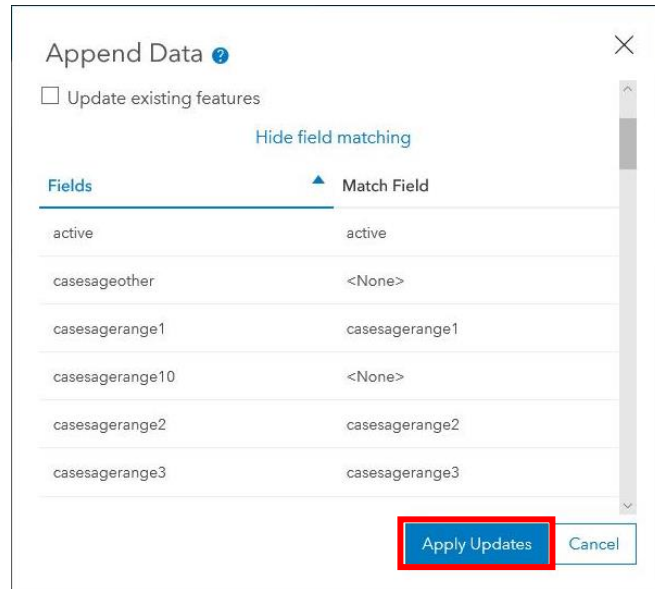 Append Data ?
Update existing features
Hide field matching
Fields Match Field
active active
casesageother <None>
casesagerange1 casesagerange1
casesagerange10 <None>
casesagerange2 casesagerange2
casesagerange3 casesagerange3
Apply Updates Cancel